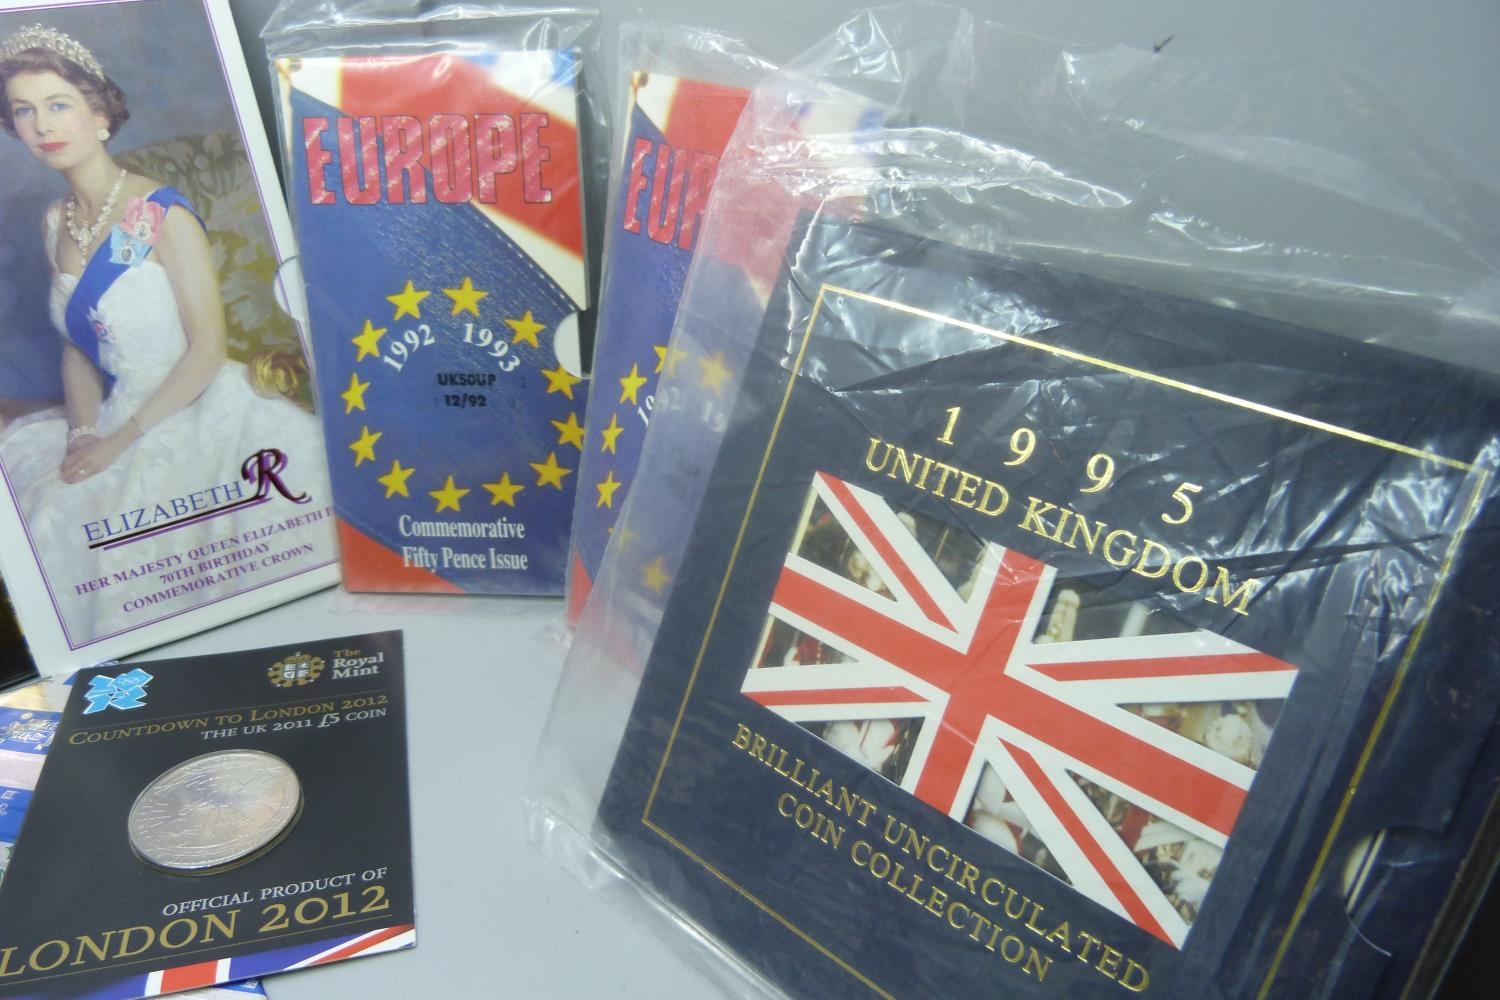 ELIZABETH R
HER MAJESTY QUEEN ELIZABETH II
70TH BIRTHDAY
COMMEMORATIVE CROWN
EUROPE
1992 1993
UK50UP
12/92
Commemorative
Fifty Pence Issue
EUR
19
1995
UNITED KINGDOM
BRILLIANT UNCIRCULATED
COIN COLLECTION
The
Royal
Mint
COUNTDOWN TO LONDON 2012
THE UK 2011 £5 COIN
OFFICIAL PRODUCT OF
LONDON 2012